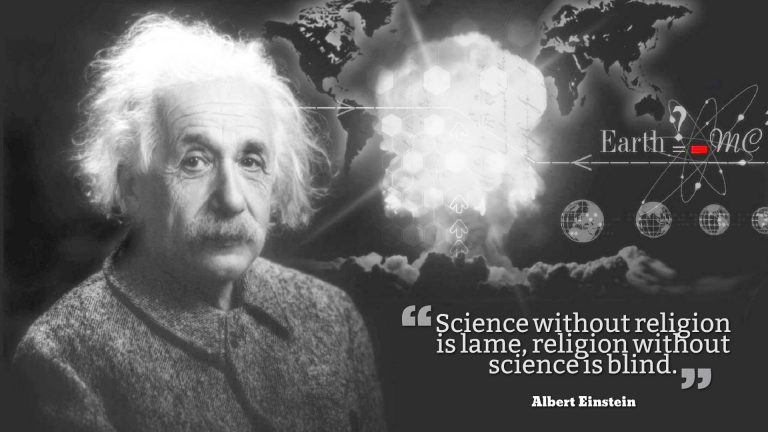 ?
Earth = - MC
“Science without religion
is lame, religion without
science is blind.”
Albert Einstein